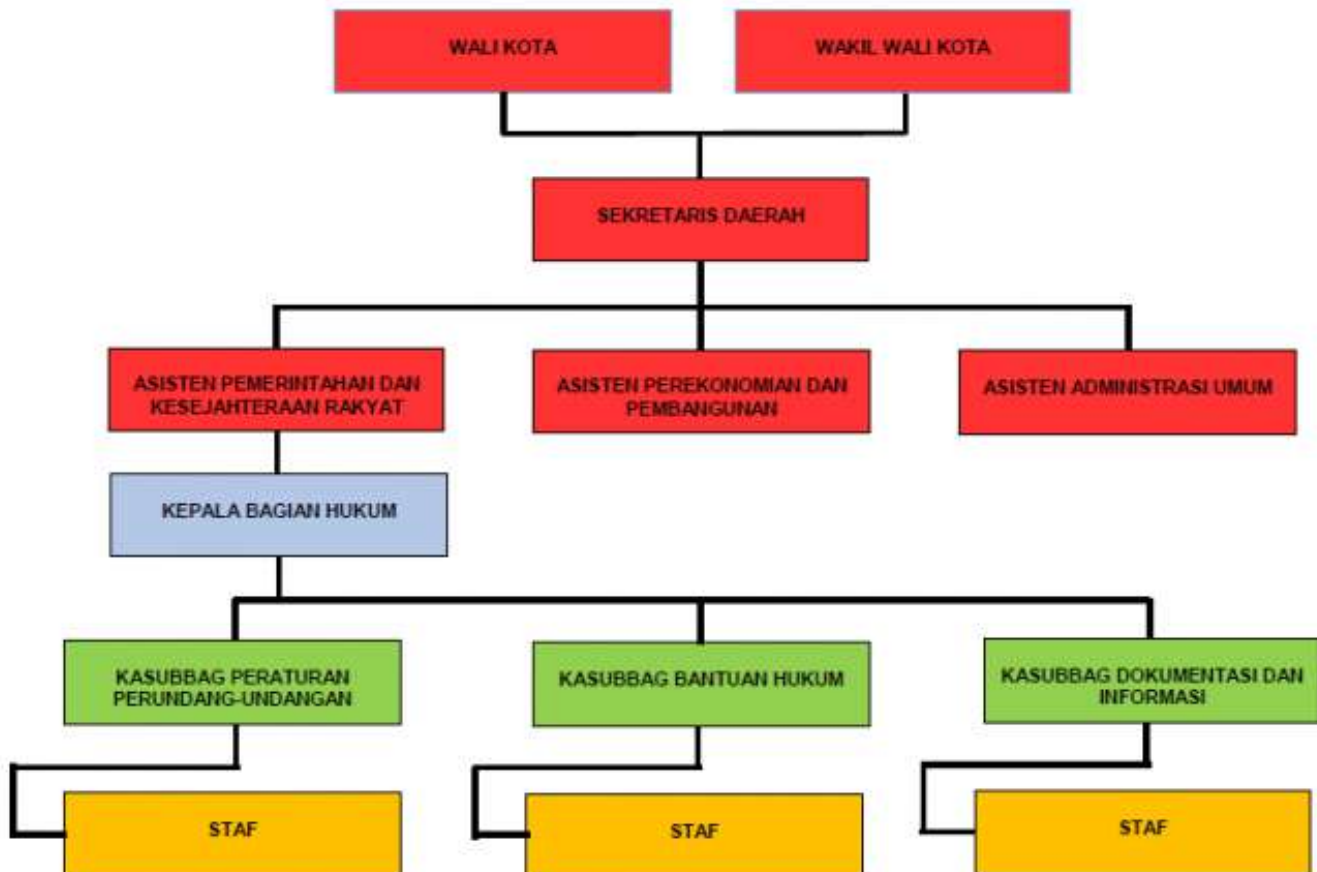 WALI KOTA
WAKIL WALI KOTA
SEKRETARIS DAERAH
ASISTEN PEMERINTAHAN DAN
KESEJAHTERAAN RAKYAT
ASISTEN PEREKONOMIAN DAN
PEMBANGUNAN
ASISTEN ADMINISTRASI UMUM
KEPALA BAGIAN HUKUM
KASUBBAG PERATURAN
PERUNDANG-UNDANGAN
KASUBBAG BANTUAN HUKUM
KASUBBAG DOKUMENTASI DAN
INFORMASI
STAF
STAF
STAF